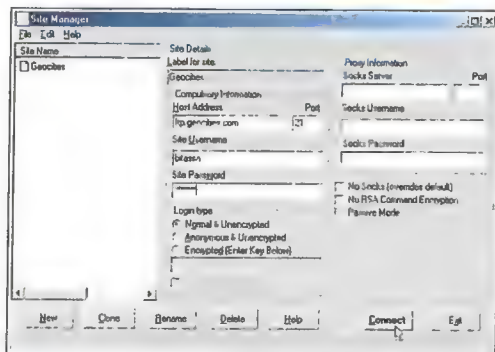 Site Manager
File Edit Help
Site Name
Geocities
Site Details
Label for site
Geocities
Compulsory Information
Host Address Port
ftp.geocities.com 21
Site Username
Site Password
Login type
Normal & Unencrypted
Anonymous & Unencrypted
Encrypted (Enter Key Below)
Proxy Information
Socks Server Port
Socks Username
Socks Password
No Socks (overrides default)
No RSA Command Encryption
Passive Mode
New Clone Rename Delete Help Connect Exit